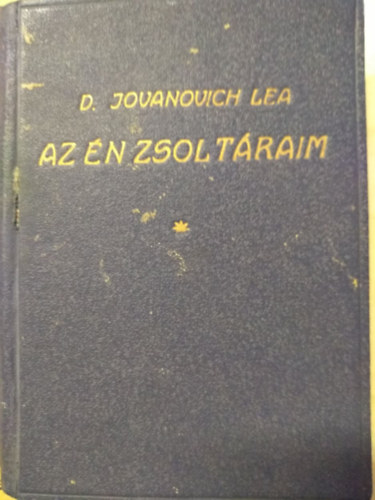 D. JOVANOVICH LEA
AZ ÉN ZSOLTÁRAIM